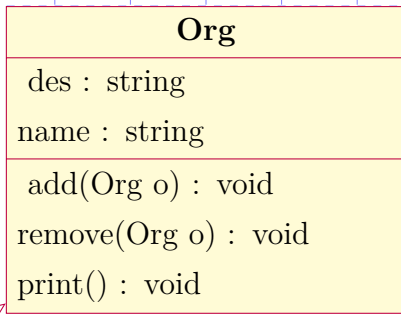 Org
des : string
name : string
add(Org o) : void
remove(Org o) : void
print() : void